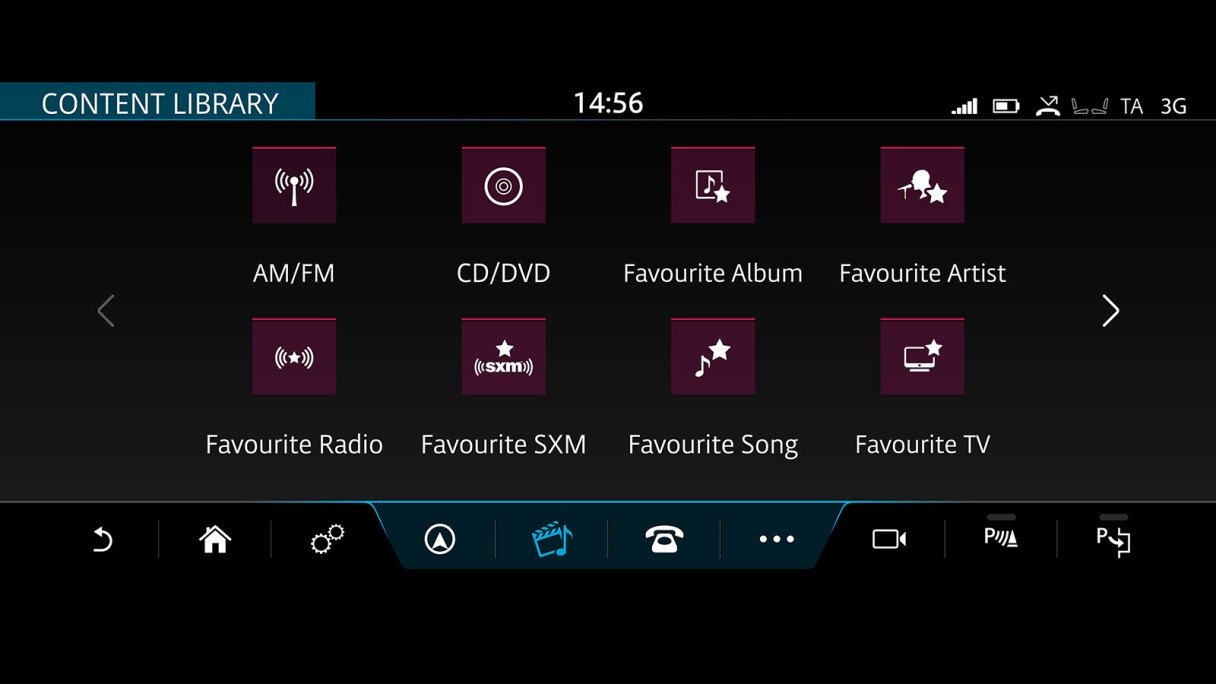 CONTENT LIBRARY
14:56
TA 3G
AM/FM
CD/DVD
Favourite Album
Favourite Artist
sxm
Favourite Radio
Favourite SXM
Favourite Song
Favourite TV
P
P